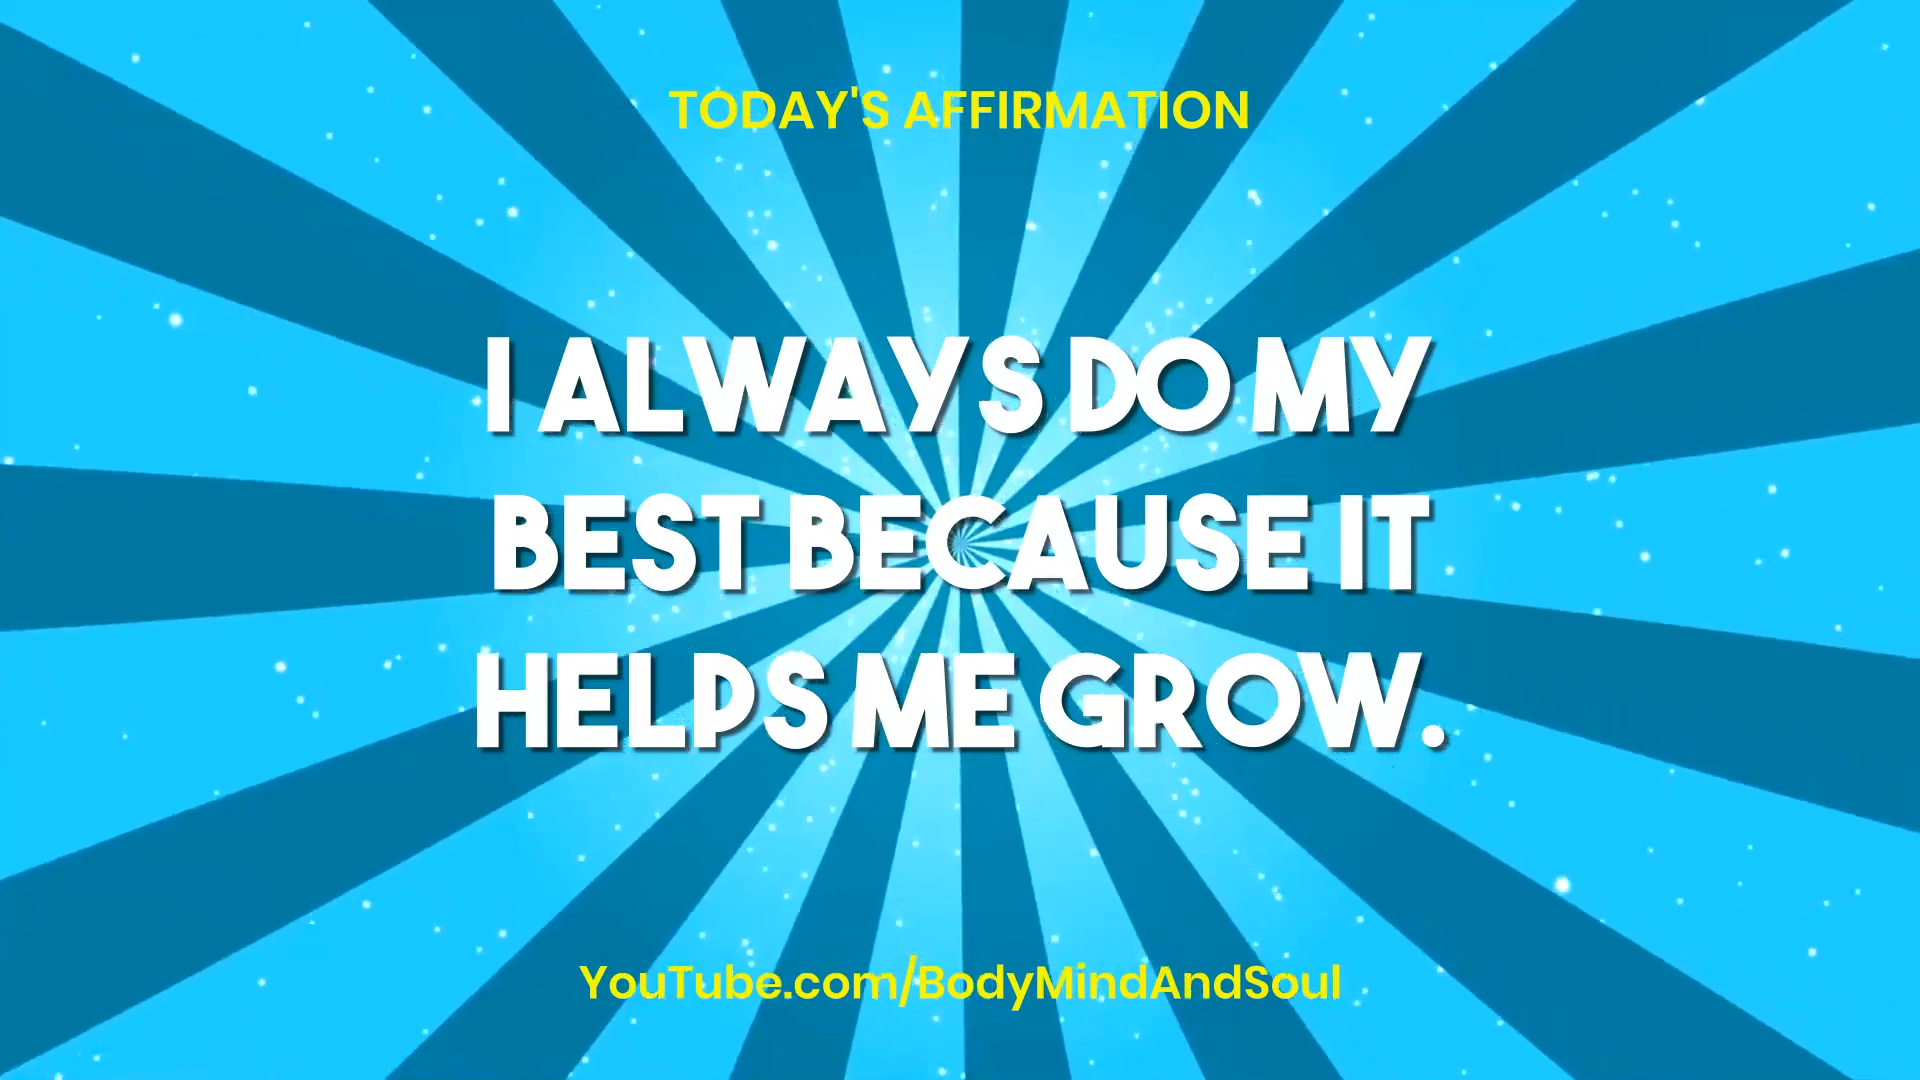 TODAY'S AFFIRMATION
I ALWAYS DO MY
BEST BECAUSE IT
HELPS ME GROW.
YouTube.com/BodyMindAndSoul